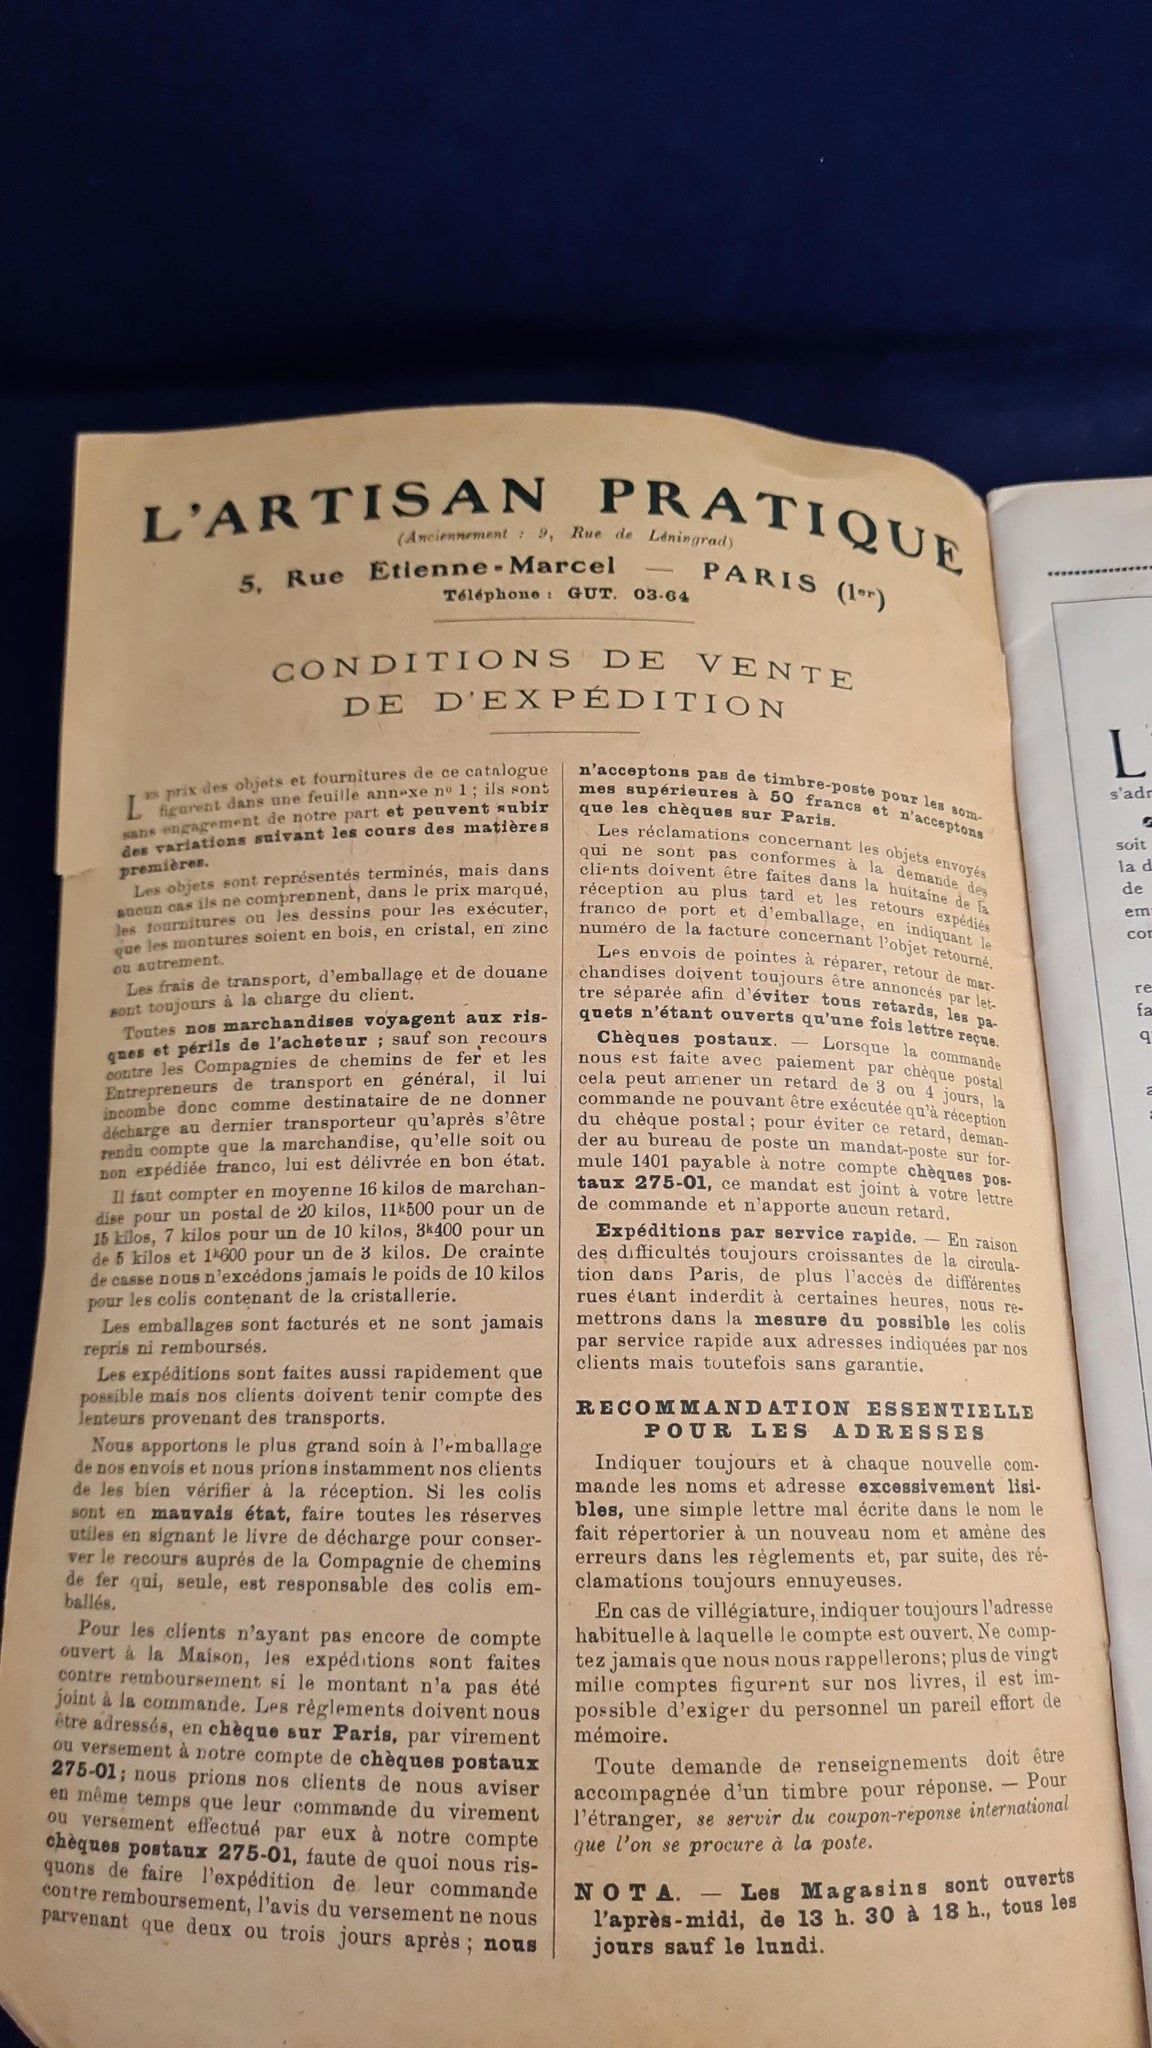 L'ARTISAN PRATIQUE
(Anciennement : 9, Rue de Léningrad)
5, Rue Etienne-Marcel — PARIS (1er)
Téléphone : GUT. 03-64
CONDITIONS DE VENTE
DE D'EXPÉDITION
Les prix des objets et fournitures de ce catalogue
figurent dans une feuille annexe no 1 ; ils sont
sans engagement de notre part et peuvent subir
des variations suivant les cours des matières
premières.
Les objets sont représentés terminés, mais dans
aucun cas ils ne comprennent, dans le prix marqué,
les fournitures ou les dessins pour les exécuter,
que les montures soient en bois, en cristal, en zinc
ou autrement.
Les frais de transport, d'emballage et de douane
sont toujours à la charge du client.
Toutes nos marchandises voyagent aux ris-
ques et périls de l'acheteur ; sauf son recours
contre les Compagnies de chemins de fer et les
Entrepreneurs de transport en général, il lui
incombe donc comme destinataire de ne donner
décharge au dernier transporteur qu'après s'être
rendu compte que la marchandise, qu'elle soit ou
non expédiée franco, lui est délivrée en bon état.
Il faut compter en moyenne 16 kilos de marchan-
dise pour un postal de 20 kilos, 11k500 pour un de
15 kilos, 7 kilos pour un de 10 kilos, 3k400 pour un
de 5 kilos et 1k600 pour un de 3 kilos. De crainte
de casse nous n'excédons jamais le poids de 10 kilos
pour les colis contenant de la cristallerie.
Les emballages sont facturés et ne sont jamais
repris ni remboursés.
Les expéditions sont faites aussi rapidement que
possible mais nos clients doivent tenir compte des
lenteurs provenant des transports.
Nous apportons le plus grand soin à l'emballage
de nos envois et nous prions instamment nos clients
de les bien vérifier à la réception. Si les colis
sont en mauvais état, faire toutes les réserves
utiles en signant le livre de décharge pour conser-
ver le recours auprès de la Compagnie de chemins
de fer qui, seule, est responsable des colis em-
ballés.
Pour les clients n'ayant pas encore de compte
ouvert à la Maison, les expéditions sont faites
contre remboursement si le montant n'a pas été
joint à la commande. Les règlements doivent nous
être adressés, en chèque sur Paris, par virement
ou versement à notre compte de chèques postaux
275-01; nous prions nos clients de nous aviser
en même temps que leur commande du virement
ou versement effectué par eux à notre compte
chèques postaux 275-01, faute de quoi nous ris-
quons de faire l'expédition de leur commande
contre remboursement, l'avis du versement ne nous
parvenant que deux ou trois jours après ; nous
n'acceptons pas de timbre-poste pour les som-
mes supérieures à 50 francs et n'acceptons
que les chèques sur Paris.
Les réclamations concernant les objets envoyés
qui ne sont pas conformes à la demande des
clients doivent être faites dans la huitaine de la
réception au plus tard et les retours expédiés
franco de port et d'emballage, en indiquant le
numéro de la facture concernant l'objet retourné.
Les envois de pointes à réparer, retour de mar-
chandises doivent toujours être annoncés par let-
tre séparée afin d'éviter tous retards, les pa-
quets n'étant ouverts qu'une fois lettre reçue.
Chèques postaux. — Lorsque la commande
nous est faite avec paiement par chèque postal
cela peut amener un retard de 3 ou 4 jours, la
commande ne pouvant être exécutée qu'à réception
du chèque postal ; pour éviter ce retard, deman-
der au bureau de poste un mandat-poste sur for-
mule 1401 payable à notre compte chèques pos-
taux 275-01, ce mandat est joint à votre lettre
de commande et n'apporte aucun retard.
Expéditions par service rapide. — En raison
des difficultés toujours croissantes de la circula-
tion dans Paris, de plus l'accès de différentes
rues étant interdit à certaines heures, nous re-
mettrons dans la mesure du possible les colis
par service rapide aux adresses indiquées par nos
clients mais toutefois sans garantie.
RECOMMANDATION ESSENTIELLE
POUR LES ADRESSES
Indiquer toujours et à chaque nouvelle com-
mande les noms et adresse excessivement lisi-
bles, une simple lettre mal écrite dans le nom le
fait répertorier à un nouveau nom et amène des
erreurs dans les règlements et, par suite, des ré-
clamations toujours ennuyeuses.
En cas de villégiature, indiquer toujours l'adresse
habituelle à laquelle le compte est ouvert. Ne comp-
tez jamais que nous nous rappellerons; plus de vingt
mille comptes figurent sur nos livres, il est im-
possible d'exiger du personnel un pareil effort de
mémoire.
Toute demande de renseignements doit être
accompagnée d'un timbre pour réponse. — Pour
l'étranger, se servir du coupon-réponse international
que l'on se procure à la poste.
NOTA. — Les Magasins sont ouverts
l'après-midi, de 13 h. 30 à 18 h., tous les
jours sauf le lundi.
L'
s'adr
soit
la d
de
em
con
re
fa
q